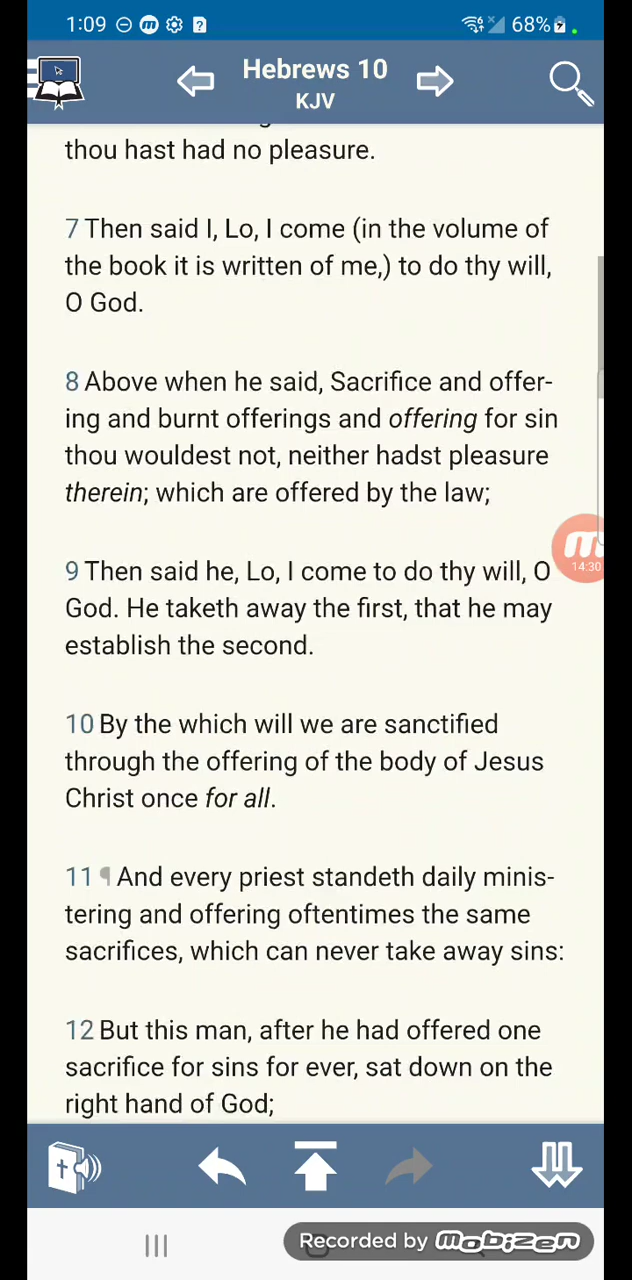 1:09 68%
Hebrews 10
KJV
thou hast had no pleasure.
7 Then said I, Lo, I come (in the volume of
the book it is written of me,) to do thy will,
O God.
8 Above when he said, Sacrifice and offer-
ing and burnt offerings and offering for sin
thou wouldest not, neither hadst pleasure
therein; which are offered by the law;
9 Then said he, Lo, I come to do thy will, O
God. He taketh away the first, that he may
establish the second.
10 By the which will we are sanctified
through the offering of the body of Jesus
Christ once for all.
11 ¶ And every priest standeth daily minis-
tering and offering oftentimes the same
sacrifices, which can never take away sins:
12 But this man, after he had offered one
sacrifice for sins for ever, sat down on the
right hand of God;
14:30
Recorded by mobizen